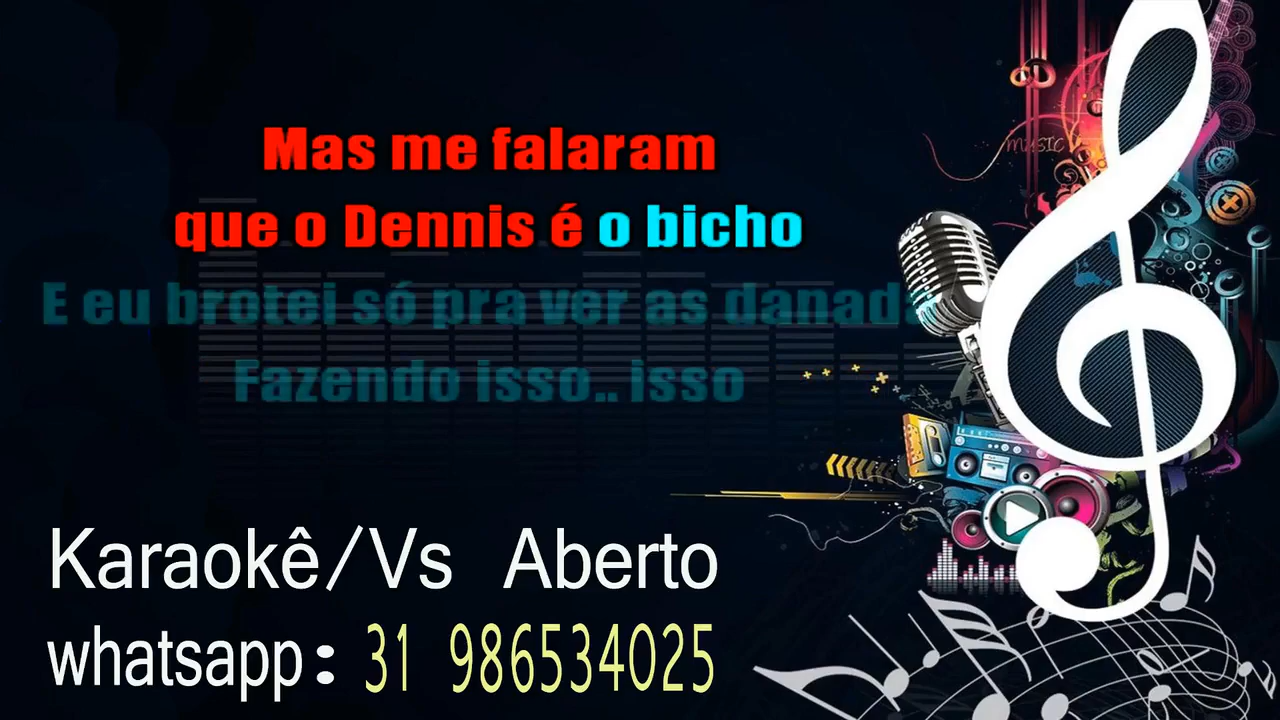 Mas me falaram
que o Dennis é o bicho
E eu brotei só pra ver as danada
Fazendo isso.. isso
MUSIC
Karaokê/Vs Aberto
whatsapp: 31 986534025